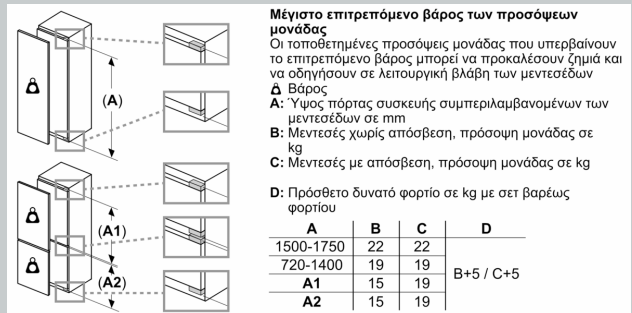 Μέγιστο επιτρεπόμενο βάρος των προσόψεων
μονάδας
Οι τοποθετημένες προσόψεις μονάδας που υπερβαίνουν
το επιτρεπόμενο βάρος μπορεί να προκαλέσουν ζημιά και
να οδηγήσουν σε λειτουργική βλάβη των μεντεσέδων
Βάρος
A: Ύψος πόρτας συσκευής συμπεριλαμβανομένων των
μεντεσέδων σε mm
B: Μεντεσές χωρίς απόσβεση, πρόσοψη μονάδας σε
kg
C: Μεντεσές με απόσβεση, πρόσοψη μονάδας σε kg
D: Πρόσθετο δυνατό φορτίο σε kg με σετ βαρέως
φορτίου
A B C D
1500-1750 22 22
720-1400 19 19
B+5 / C+5
A1 15 19
A2 15 19
(A)
(A1)
(A2)